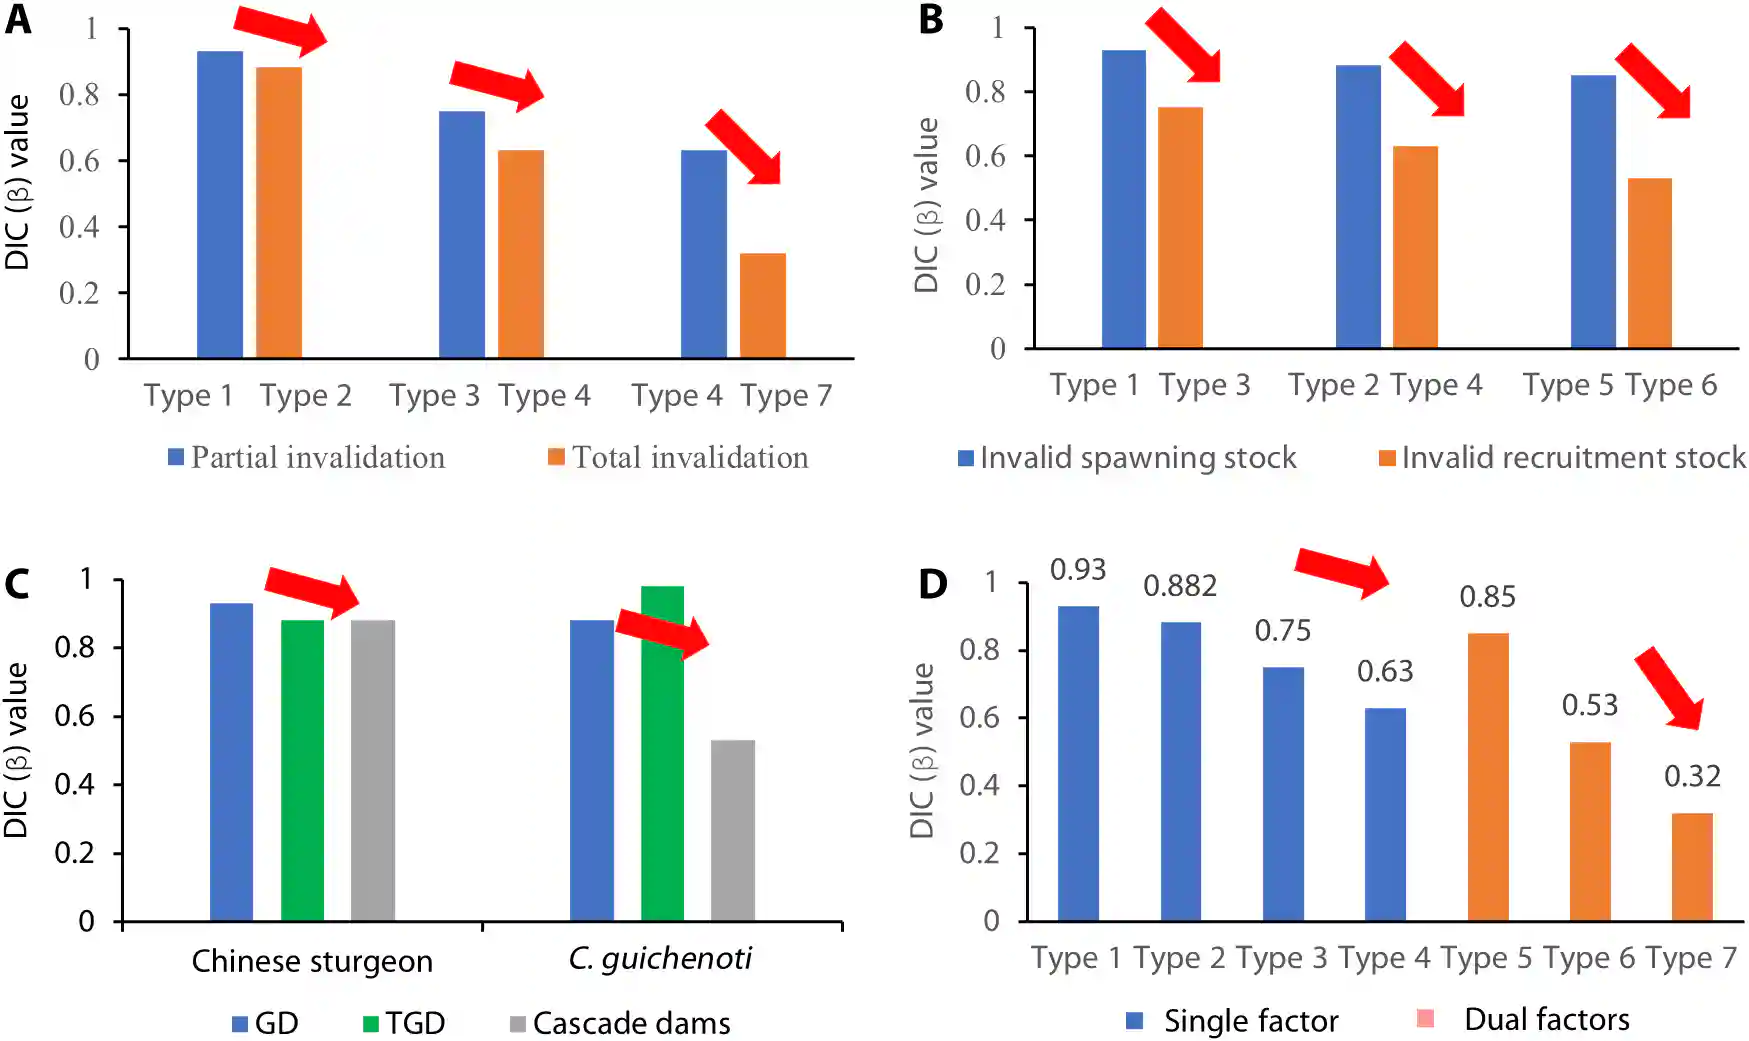 A
DIC (β) value
1
0.8
0.6
0.4
0.2
0
Type 1 Type 2 Type 3 Type 4 Type 4 Type 7
Partial invalidation Total invalidation
B
DIC (β) value
1
0.8
0.6
0.4
0.2
0
Type 1 Type 3 Type 2 Type 4 Type 5 Type 6
Invalid spawning stock Invalid recruitment stock
C
DIC (β) value
1
0.8
0.6
0.4
0.2
0
Chinese sturgeon C. guichenoti
GD TGD Cascade dams
D
DIC (β) value
1
0.8
0.6
0.4
0.2
0
0.93 0.882 0.75 0.63 0.85 0.53 0.32
Type 1 Type 2 Type 3 Type 4 Type 5 Type 6 Type 7
Single factor Dual factors